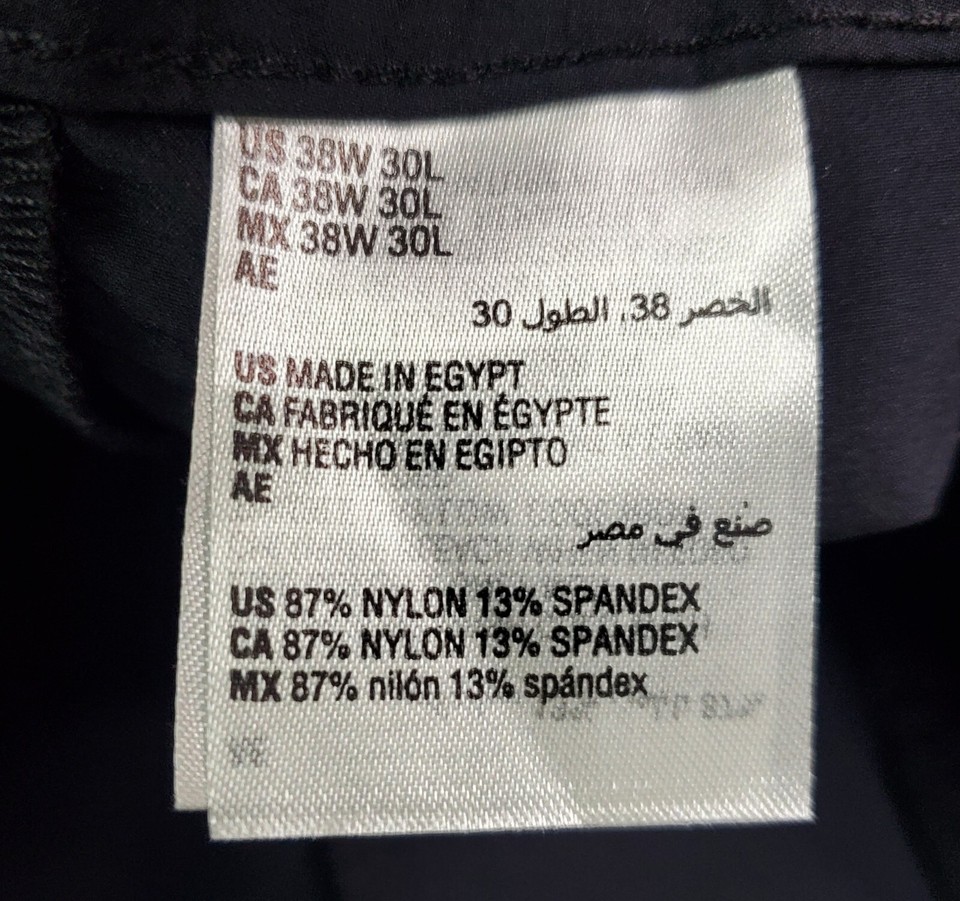 US 38W 30L
CA 38W 30L
MX 38W 30L
AE
الخصر 38، الطول 30
US MADE IN EGYPT
CA FABRIQUÉ EN ÉGYPTE
MX HECHO EN EGIPTO
AE
صنع في مصر
US 87% NYLON 13% SPANDEX
CA 87% NYLON 13% SPANDEX
MX 87% nilón 13% spándex